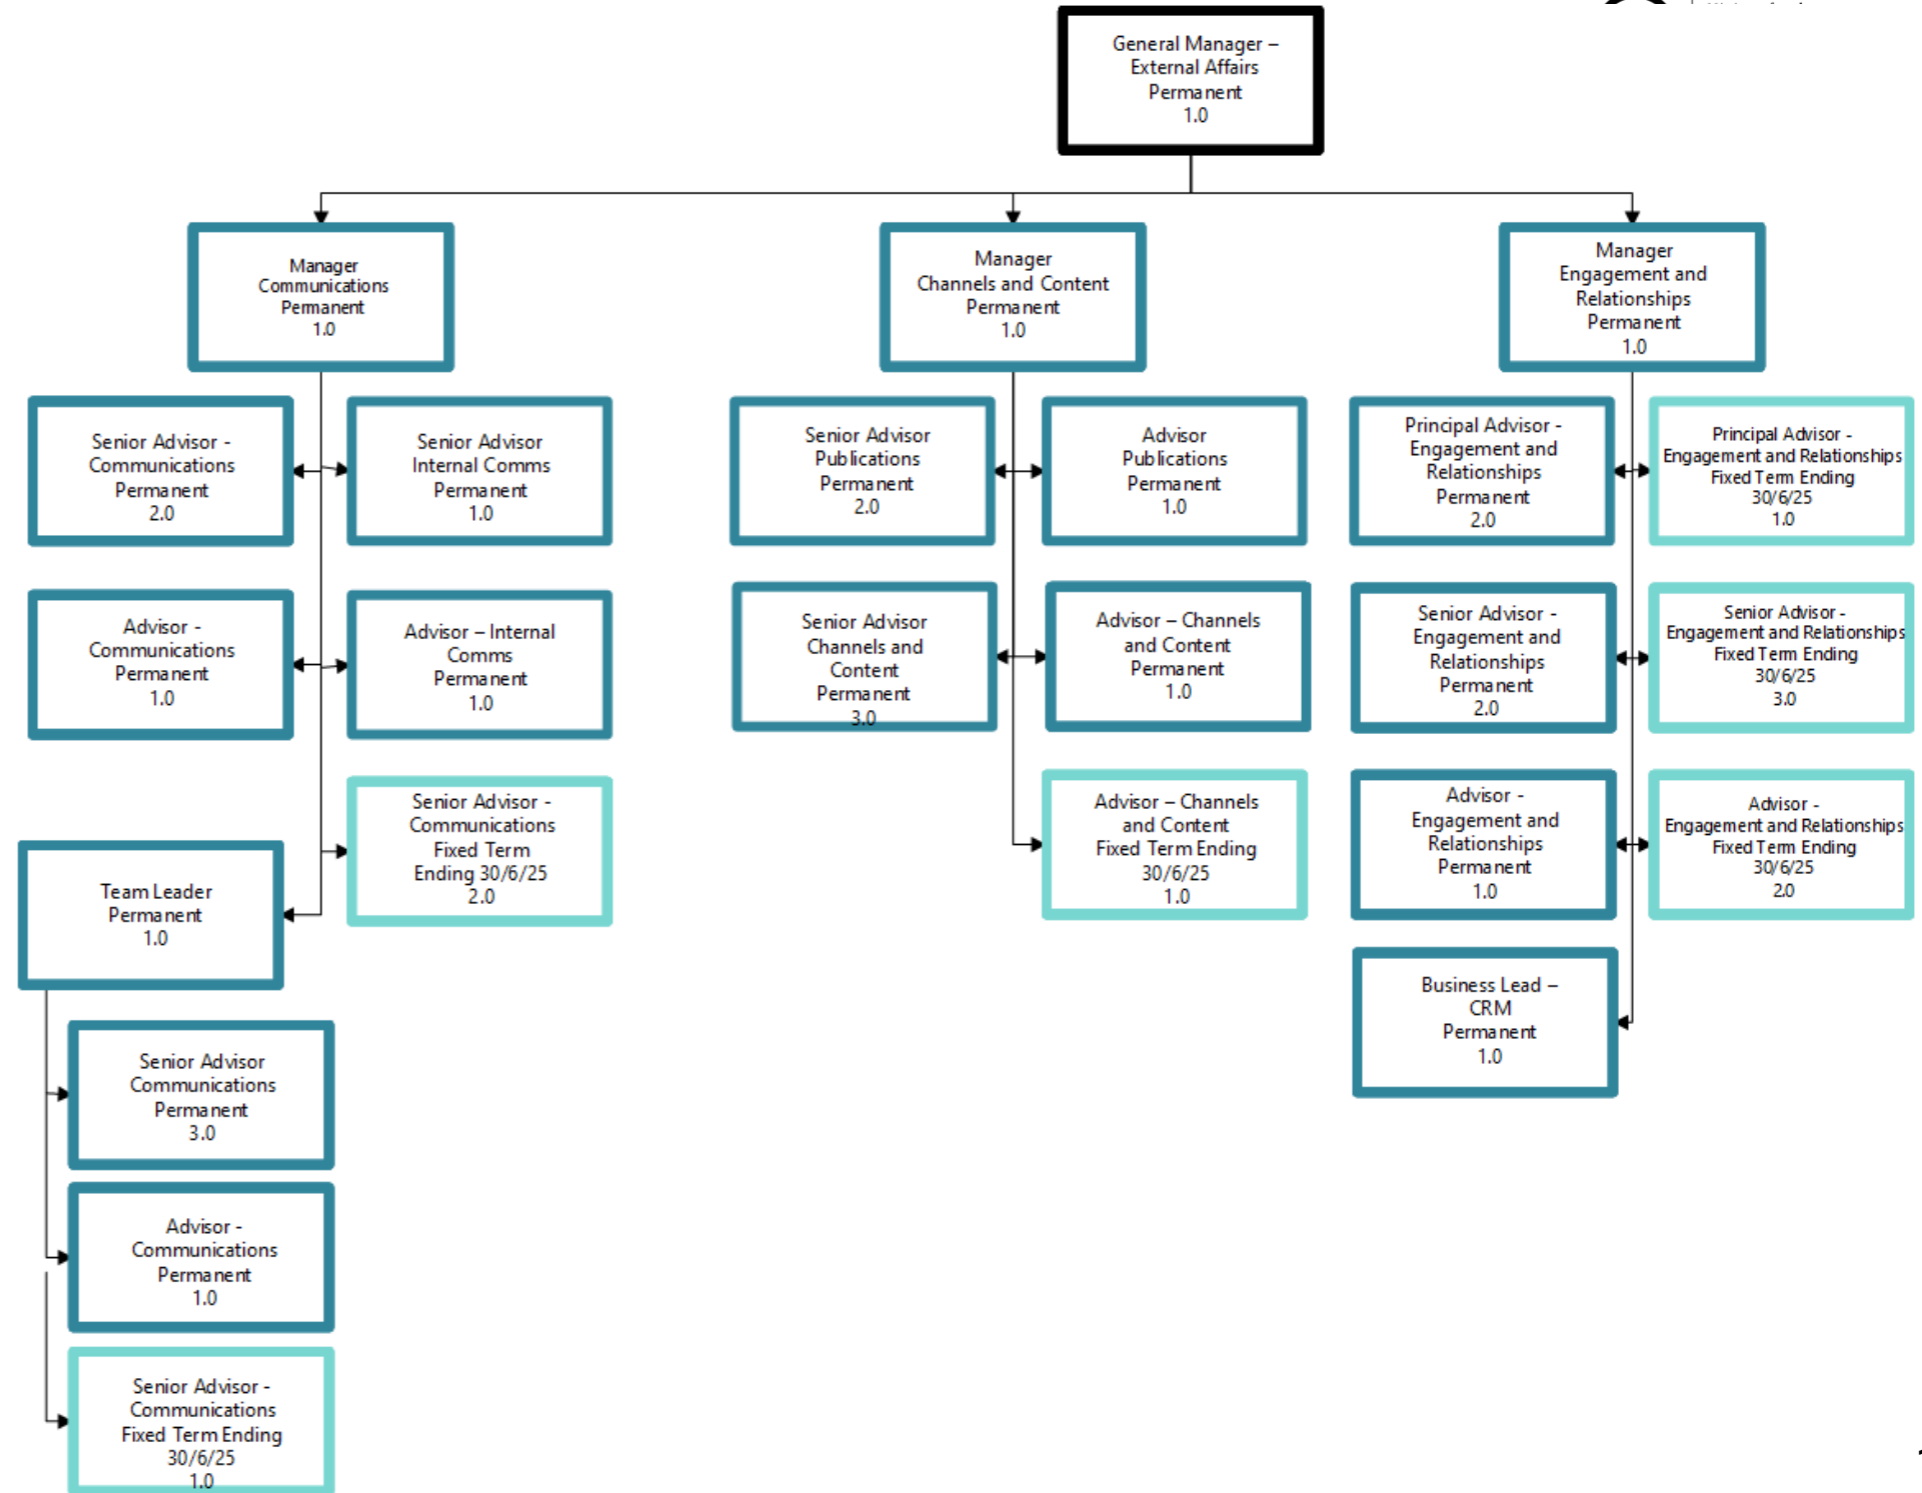 General Manager –
External Affairs
Permanent
1.0
Manager
Communications
Permanent
1.0
Manager
Channels and Content
Permanent
1.0
Manager
Engagement and
Relationships
Permanent
1.0
Senior Advisor -
Communications
Permanent
2.0
Senior Advisor
Internal Comms
Permanent
1.0
Senior Advisor
Publications
Permanent
2.0
Advisor
Publications
Permanent
1.0
Principal Advisor -
Engagement and
Relationships
Permanent
2.0
Principal Advisor -
Engagement and Relationships
Fixed Term Ending
30/6/25
1.0
Advisor -
Communications
Permanent
1.0
Advisor – Internal
Comms
Permanent
1.0
Senior Advisor
Channels and
Content
Permanent
3.0
Advisor – Channels
and Content
Permanent
1.0
Senior Advisor -
Engagement and
Relationships
Permanent
2.0
Senior Advisor -
Engagement and Relationships
Fixed Term Ending
30/6/25
3.0
Senior Advisor -
Communications
Fixed Term
Ending 30/6/25
2.0
Advisor – Channels
and Content
Fixed Term Ending
30/6/25
1.0
Advisor -
Engagement and
Relationships
Permanent
1.0
Advisor -
Engagement and Relationships
Fixed Term Ending
30/6/25
2.0
Team Leader
Permanent
1.0
Business Lead –
CRM
Permanent
1.0
Senior Advisor
Communications
Permanent
3.0
Advisor -
Communications
Permanent
1.0
Senior Advisor -
Communications
Fixed Term Ending
30/6/25
1.0